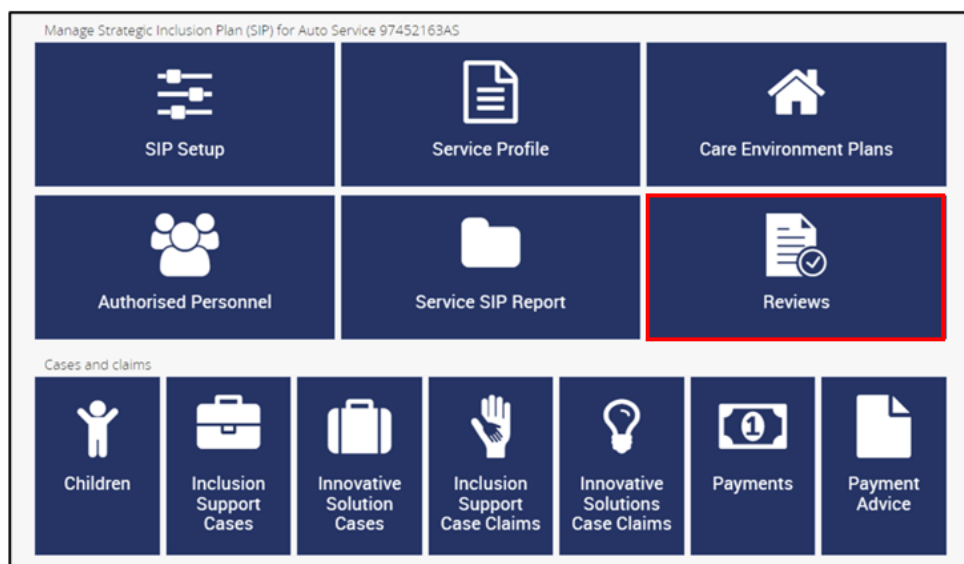 Manage Strategic Inclusion Plan (SIP) for Auto Service 97452163AS
SIP Setup
Service Profile
Care Environment Plans
Authorised Personnel
Service SIP Report
Reviews
Cases and claims
Children
Inclusion
Support
Cases
Innovative
Solution
Cases
Inclusion
Support
Case Claims
Innovative
Solutions
Case Claims
1
Payments
Payment
Advice